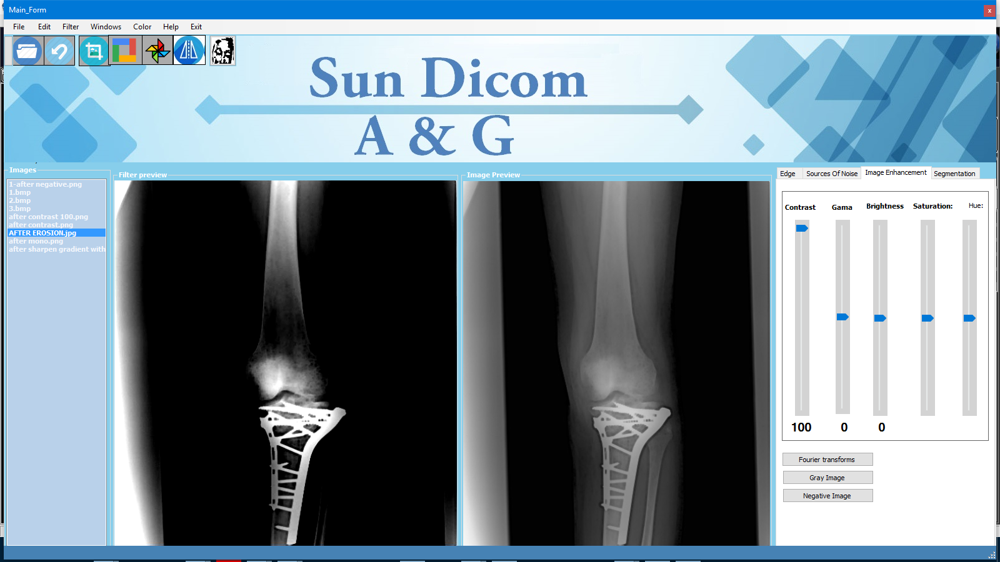 Main_Form
x
File Edit Filter Windows Color Help Exit
Sun Dicom
A & G
Images
1-after negative.png
1.bmp
2.bmp
3.bmp
after contrast 100.png
after contrast.png
AFTER EROSION.jpg
after mono.png
after sharpen gradient with
Filter preview
Image Preview
Edge Sources Of Noise Image Enhancement Segmentation
Contrast Gama Brightness Saturation: Hue:
100 0 0
Fourier transforms
Gray Image
Negative Image